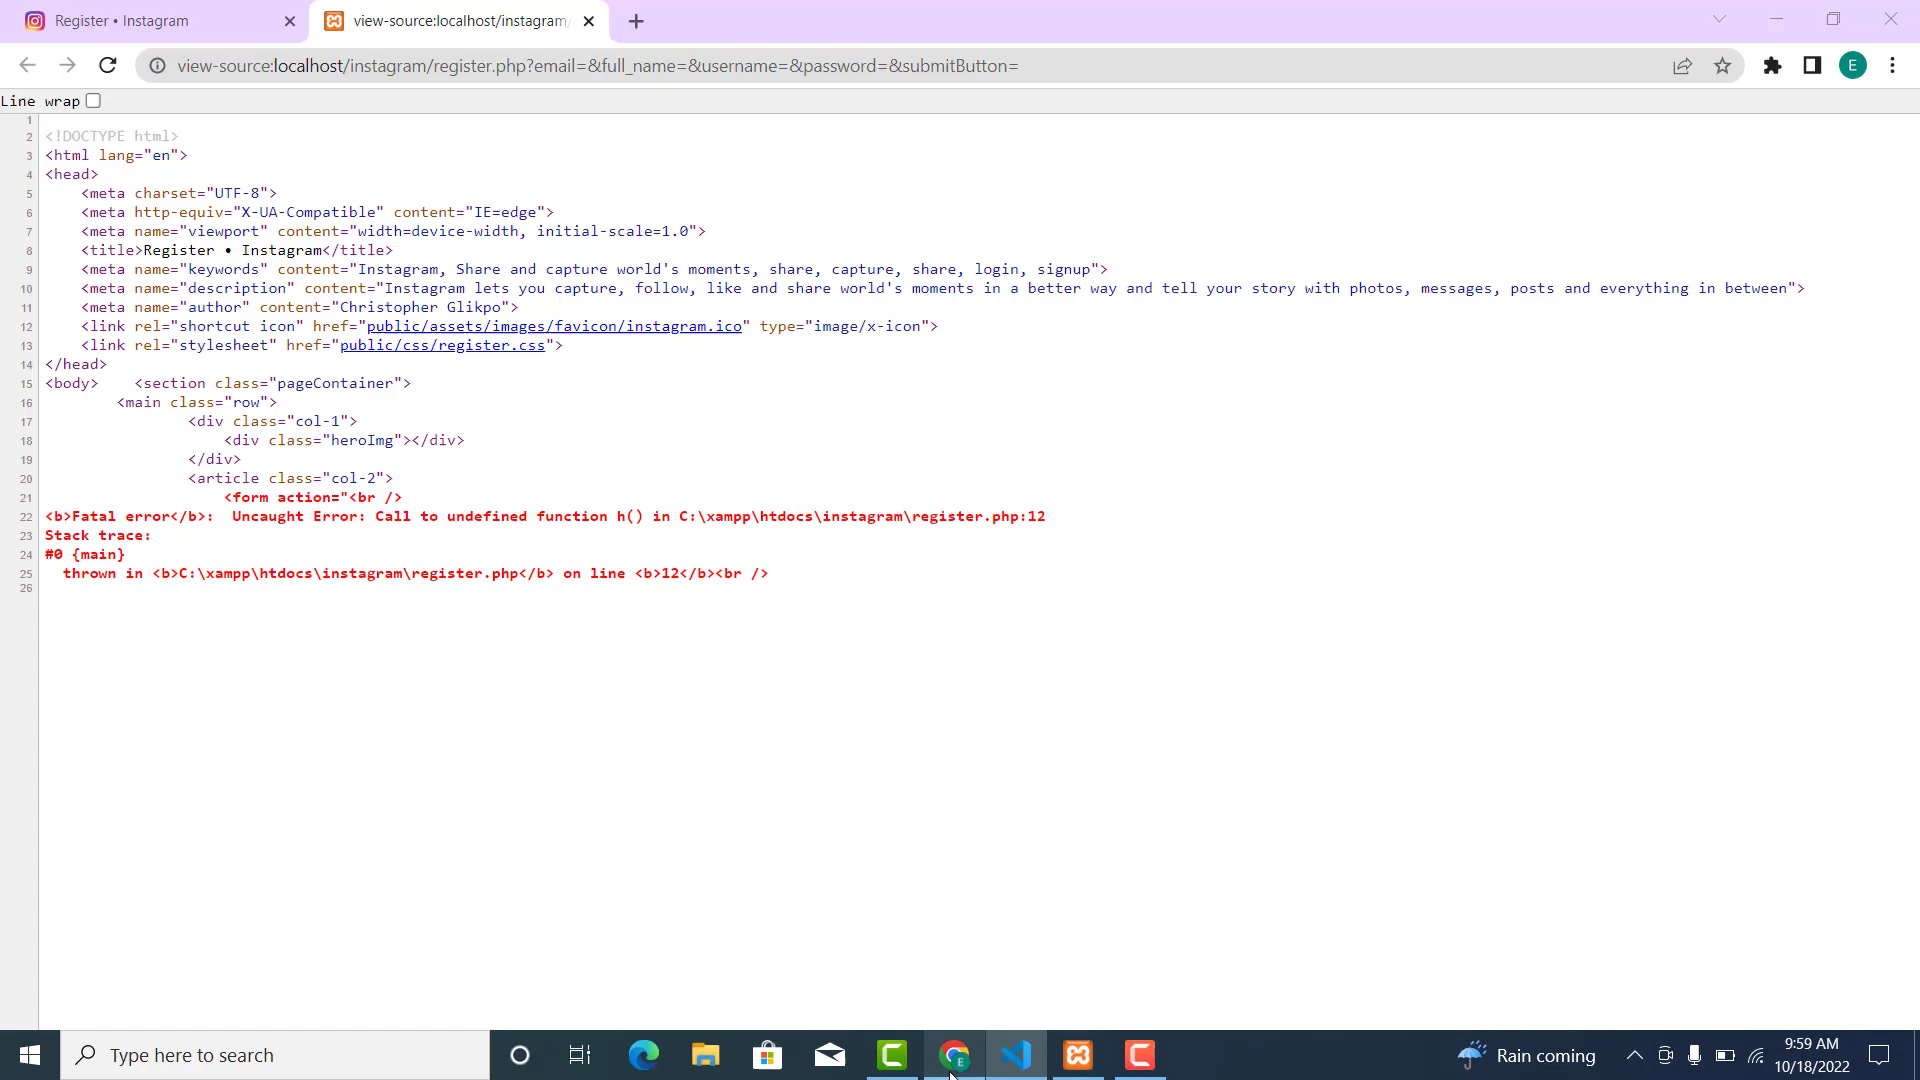 Register • Instagram
view-source:localhost/instagram/
view-source:localhost/instagram/register.php?email=&full_name=&username=&password=&submitButton=
E
Line wrap
1
2 <!DOCTYPE html>
3 <html lang="en">
4 <head>
5 <meta charset="UTF-8">
6 <meta http-equiv="X-UA-Compatible" content="IE=edge">
7 <meta name="viewport" content="width=device-width, initial-scale=1.0">
8 <title>Register • Instagram</title>
9 <meta name="keywords" content="Instagram, Share and capture world's moments, share, capture, share, login, signup">
10 <meta name="description" content="Instagram lets you capture, follow, like and share world's moments in a better way and tell your story with photos, messages, posts and everything in between">
11 <meta name="author" content="Christopher Glikpo">
12 <link rel="shortcut icon" href="public/assets/images/favicon/instagram.ico" type="image/x-icon">
13 <link rel="stylesheet" href="public/css/register.css">
14 </head>
15 <body> <section class="pageContainer">
16 <main class="row">
17 <div class="col-1">
18 <div class="heroImg"></div>
19 </div>
20 <article class="col-2">
21 <form action="<br />
22 <b>Fatal error</b>: Uncaught Error: Call to undefined function h() in C:\xampp\htdocs\instagram\register.php:12
23 Stack trace:
24 #0 {main}
25 thrown in <b>C:\xampp\htdocs\instagram\register.php</b> on line <b>12</b><br />
26
Type here to search
E
Rain coming
9:59 AM
10/18/2022